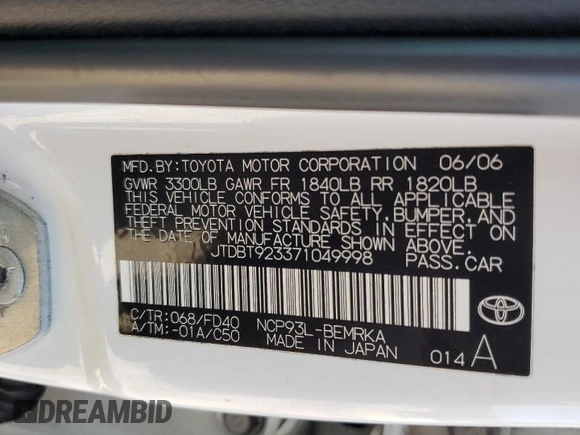 MFD.BY:TOYOTA MOTOR CORPORATION 06/06
GVWR 3300LB GAWR FR 1840LB RR 1820LB
THIS VEHICLE CONFORMS TO ALL APPLICABLE
FEDERAL MOTOR VEHICLE SAFETY, BUMPER, AND
THEFT PREVENTION STANDARDS IN EFFECT ON
THE DATE OF MANUFACTURE SHOWN ABOVE.
JTDBT923371049998 PASS.CAR
C/TR:068/FD40 NCP93L-BEMRKA
A/TM:-01A/C50 MADE IN JAPAN
014 A
DREAMBID